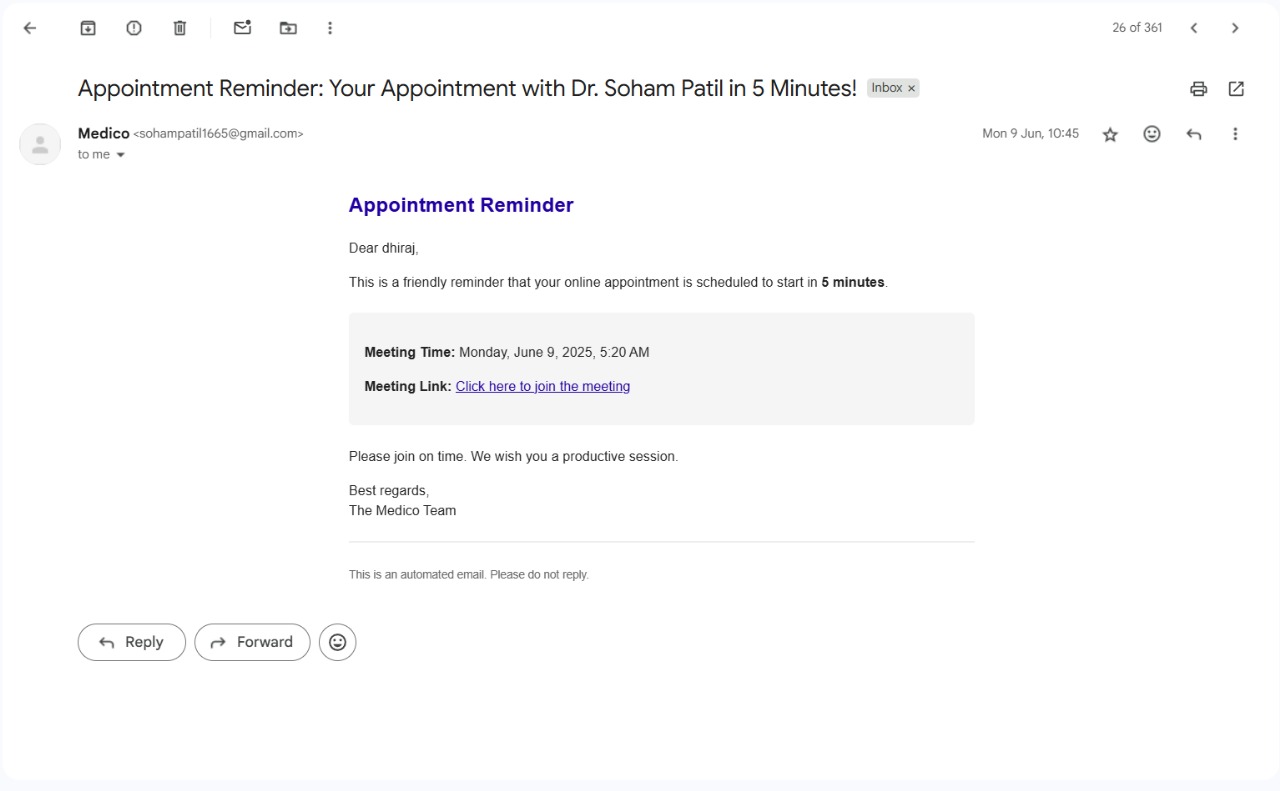 26 of 361
Appointment Reminder: Your Appointment with Dr. Soham Patil in 5 Minutes! Inbox ×
Medico <sohampatil1665@gmail.com> Mon 9 Jun, 10:45
to me
Appointment Reminder
Dear dhiraj,
This is a friendly reminder that your online appointment is scheduled to start in 5 minutes.
Meeting Time: Monday, June 9, 2025, 5:20 AM
Meeting Link: Click here to join the meeting
Please join on time. We wish you a productive session.
Best regards,
The Medico Team
This is an automated email. Please do not reply.
Reply Forward